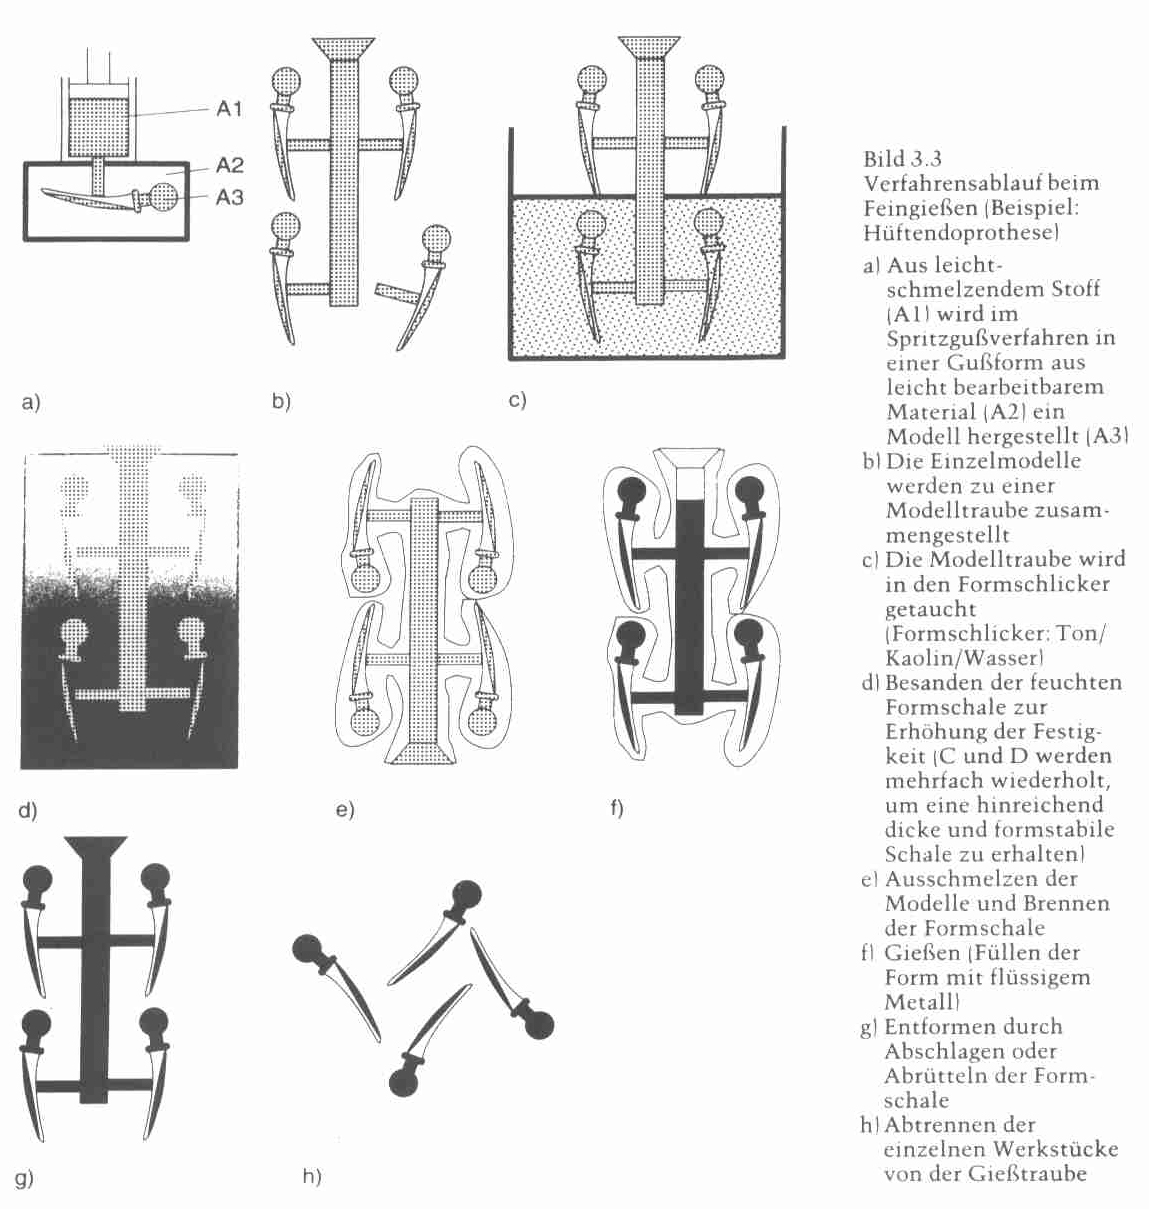 A1
A2
A3
a)
b)
c)
d)
e)
f)
g)
h)
Bild 3.3
Verfahrensablauf beim
Feingießen (Beispiel:
Hüftendoprothese)
a) Aus leicht-
schmelzendem Stoff
(A1) wird im
Spritzgußverfahren in
einer Gußform aus
leicht bearbeitbarem
Material (A2) ein
Modell hergestellt (A3)
b) Die Einzelmodelle
werden zu einer
Modelltraube zusam-
mengestellt
c) Die Modelltraube wird
in den Formschlicker
getaucht
(Formschlicker: Ton/
Kaolin/Wasser)
d) Besanden der feuchten
Formschale zur
Erhöhung der Festig-
keit (C und D werden
mehrfach wiederholt,
um eine hinreichend
dicke und formstabile
Schale zu erhalten)
e) Ausschmelzen der
Modelle und Brennen
der Formschale
f) Gießen (Füllen der
Form mit flüssigem
Metall)
g) Entformen durch
Abschlagen oder
Abrütteln der Form-
schale
h) Abtrennen der
einzelnen Werkstücke
von der Gießtraube